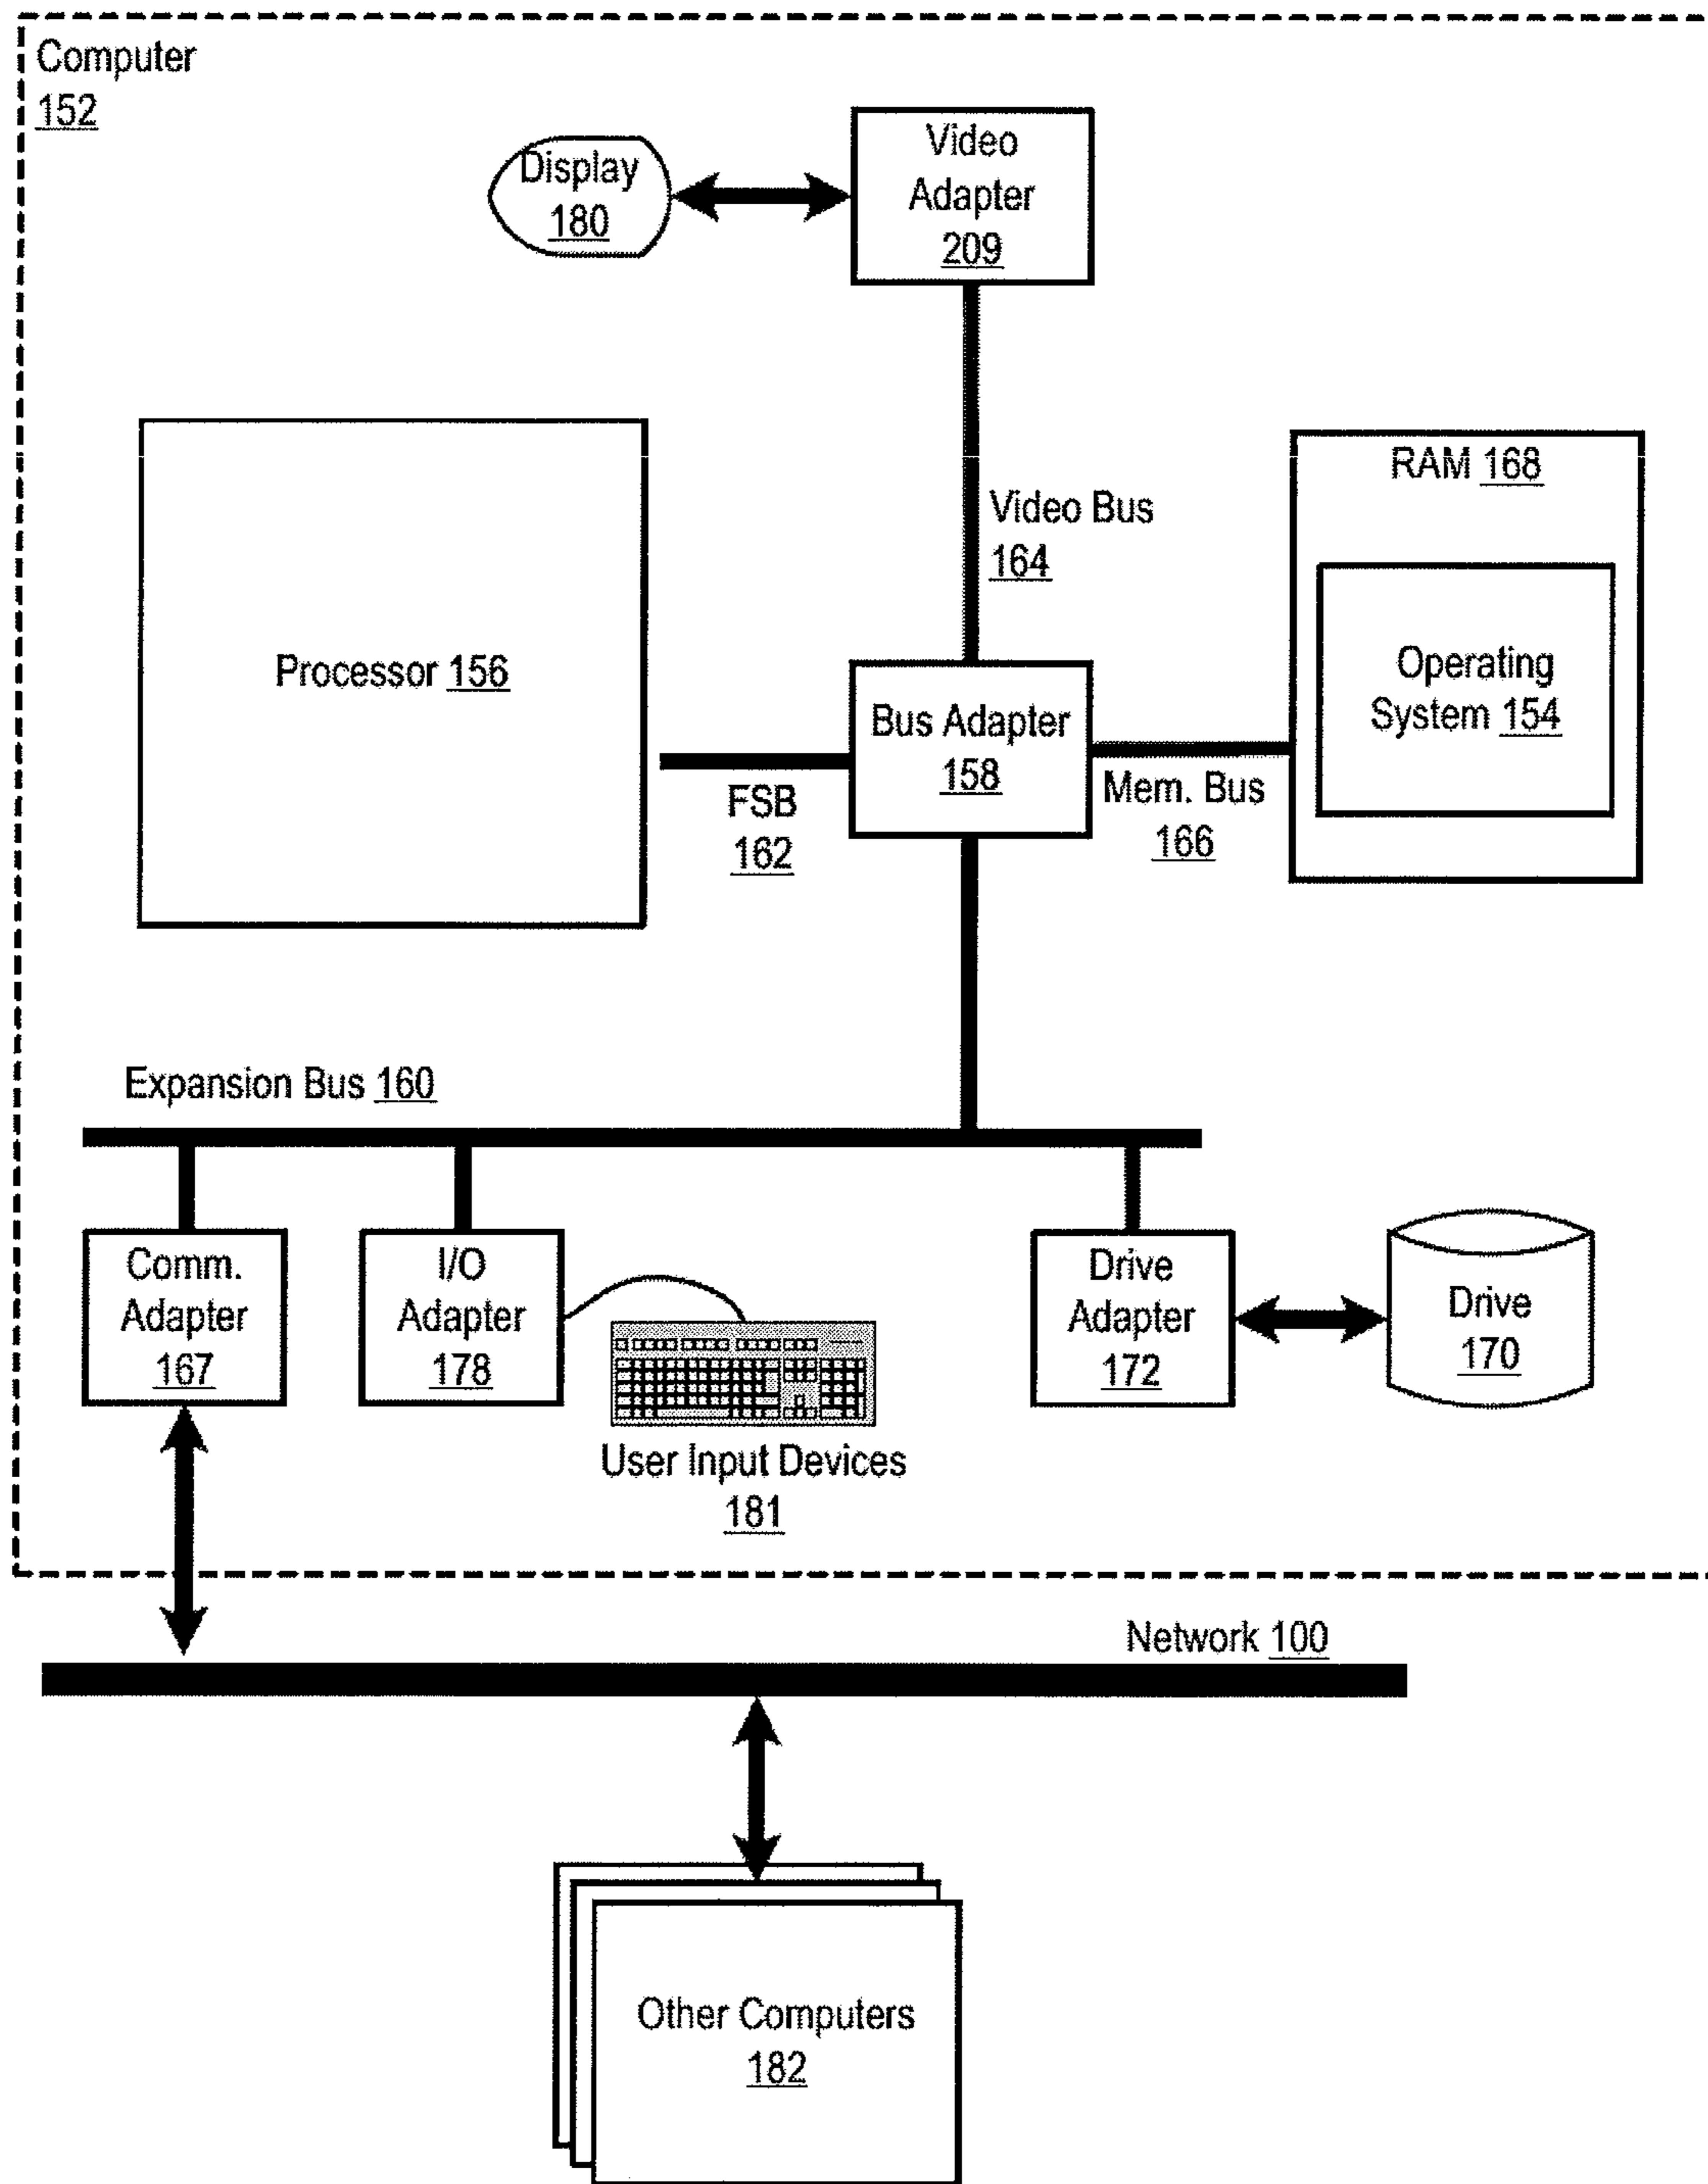 Computer
152
Display
180
Video
Adapter
209
RAM 168
Video Bus
164
Operating
System 154
Processor 156
Bus Adapter
158
FSB
162
Mem. Bus
166
Expansion Bus 160
Comm.
Adapter
167
I/O
Adapter
178
Drive
Adapter
172
Drive
170
User Input Devices
181
Network 100
Other Computers
182